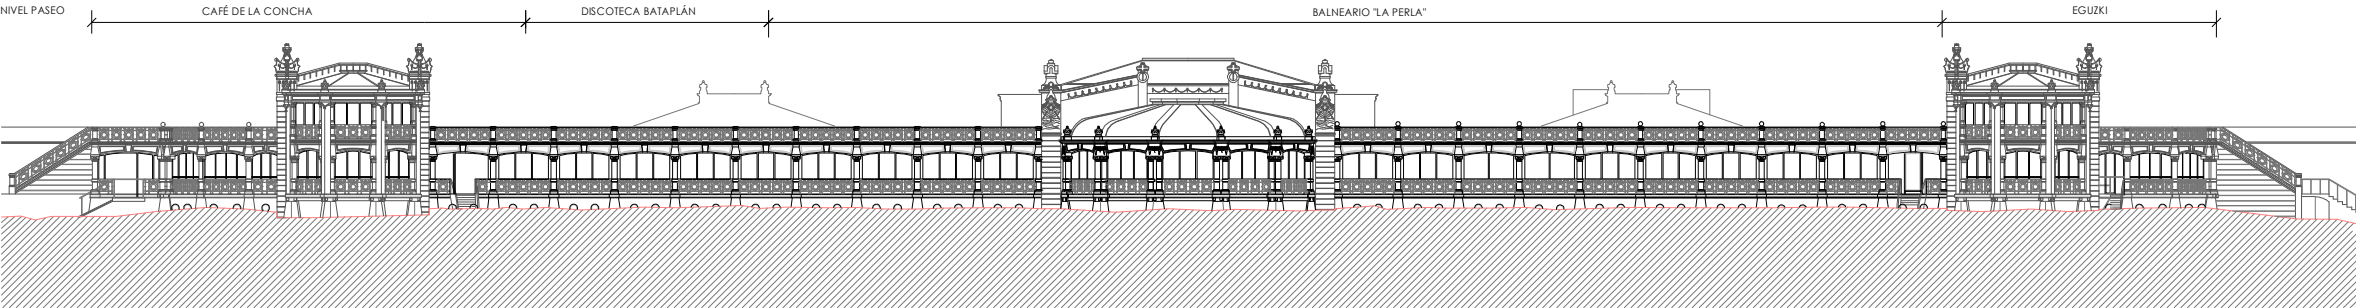 NIVEL PASEO
CAFÉ DE LA CONCHA
DISCOTECA BATAPLÁN
BALNEARIO "LA PERLA"
EGUZKI